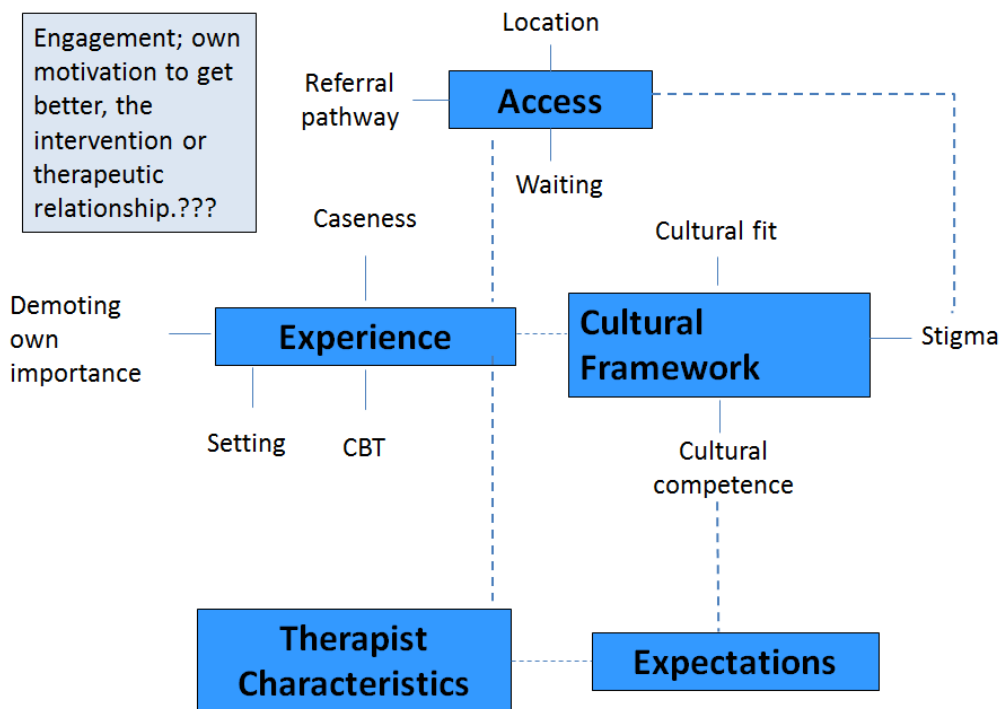 Engagement; own
motivation to get
better, the
intervention or
therapeutic
relationship.???
Location
Referral
pathway
Access
Waiting
Caseness
Cultural fit
Demoting
own
importance
Experience
Cultural
Framework
Stigma
Setting
CBT
Cultural
competence
Therapist
Characteristics
Expectations